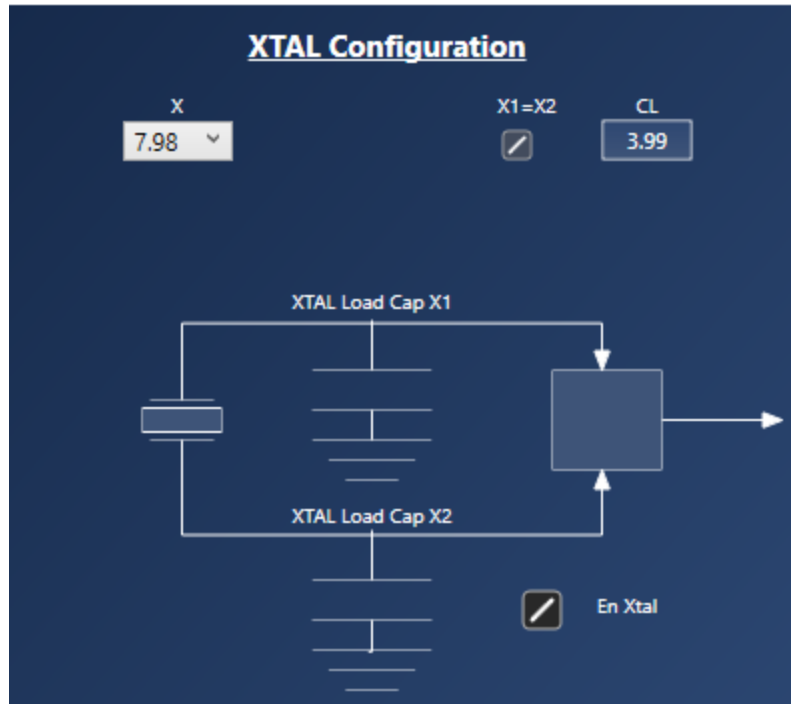 XTAL Configuration
X X1=X2 CL
7.98 3.99
XTAL Load Cap X1
XTAL Load Cap X2
En Xtal